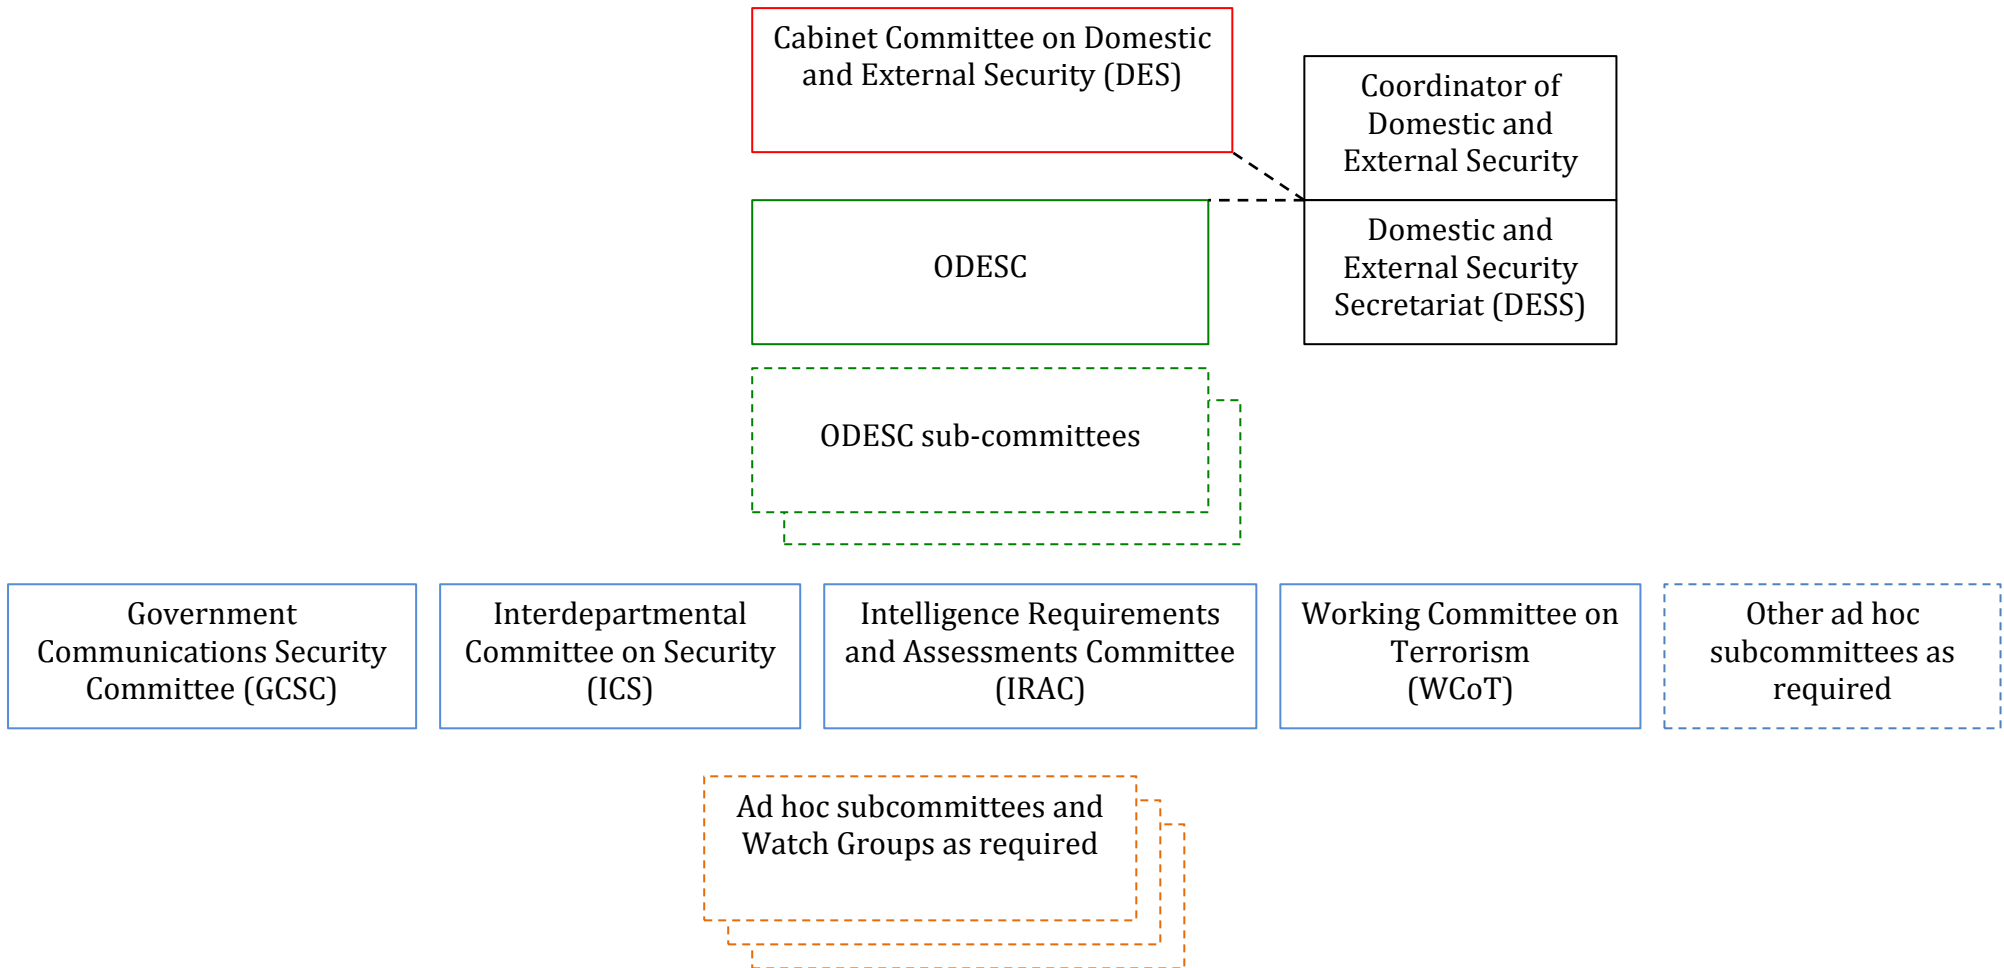 Cabinet Committee on Domestic
and External Security (DES)
Coordinator of
Domestic and
External Security
ODESC
Domestic and
External Security
Secretariat (DESS)
ODESC sub-committees
Government
Communications Security
Committee (GCSC)
Interdepartmental
Committee on Security
(ICS)
Intelligence Requirements
and Assessments Committee
(IRAC)
Working Committee on
Terrorism
(WCoT)
Other ad hoc
subcommittees as
required
Ad hoc subcommittees and
Watch Groups as required